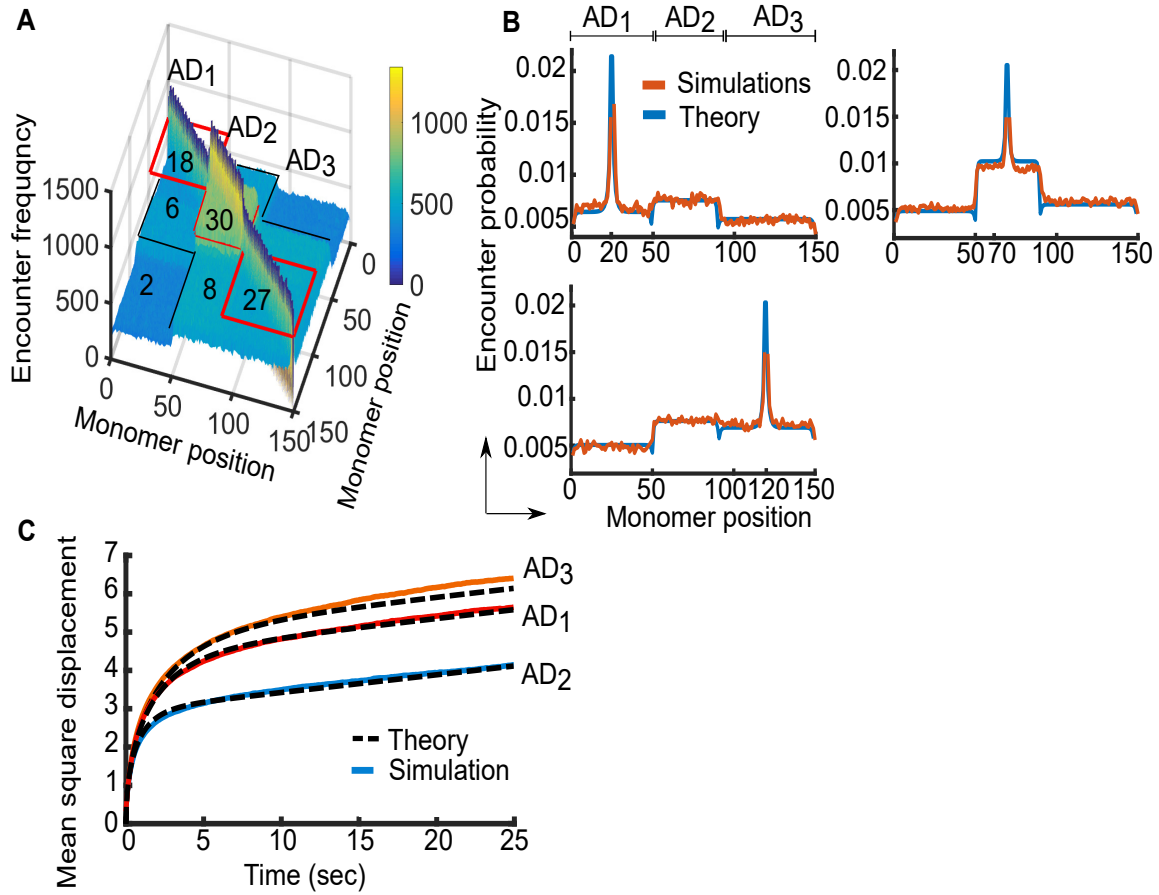 A
AD1
AD2
AD3
18
6
30
2
8
27
1500
1000
500
0
Encounter frequqncy
0
50
100
150
Monomer position
0
50
100
150
Monomer position
1000
500
0
B
AD1 AD2 AD3
0.02
0.015
0.01
0.005
0 20 50 100 150
Simulations
Theory
0.02
0.015
0.01
0.005
0 50 70 100 150
Encounter probability
0.02
0.015
0.01
0.005
0 50 100 120 150
Monomer position
C
Mean square displacement
7
6
5
4
3
2
1
0
0 5 10 15 20 25
Time (sec)
AD3
AD1
AD2
Theory
Simulation